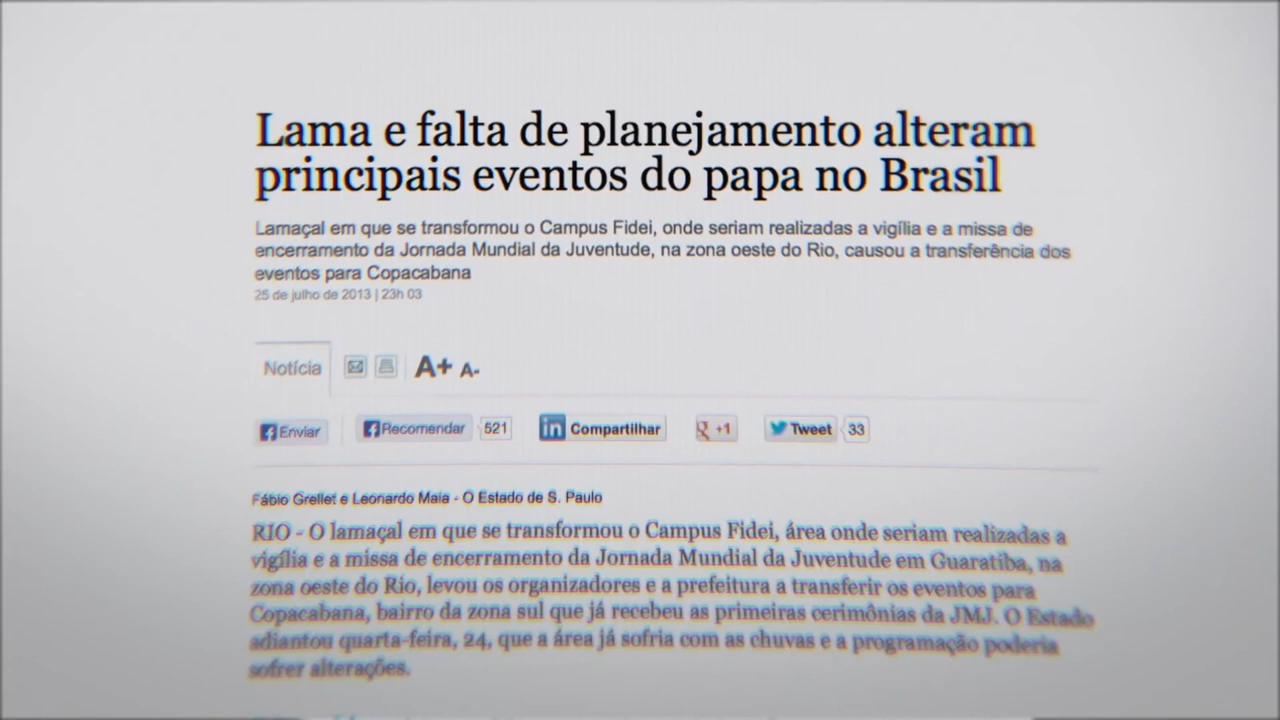 Lama e falta de planejamento alteram
principais eventos do papa no Brasil
Lamaçal em que se transformou o Campus Fidei, onde seriam realizadas a vigília e a missa de
encerramento da Jornada Mundial da Juventude, na zona oeste do Rio, causou a transferência dos
eventos para Copacabana
25 de julho de 2013 | 23h 03
Notícia A+ A-
Enviar Recomendar 521 in Compartilhar +1 Tweet 33
Fábio Grellet e Leonardo Maia - O Estado de S. Paulo
RIO - O lamaçal em que se transformou o Campus Fidei, área onde seriam realizadas a
vigília e a missa de encerramento da Jornada Mundial da Juventude em Guaratiba, na
zona oeste do Rio, levou os organizadores e a prefeitura a transferir os eventos para
Copacabana, bairro da zona sul que já recebeu as primeiras cerimônias da JMJ. O Estado
adiantou quarta-feira, 24, que a área já sofria com as chuvas e a programação poderia
sofrer alterações.